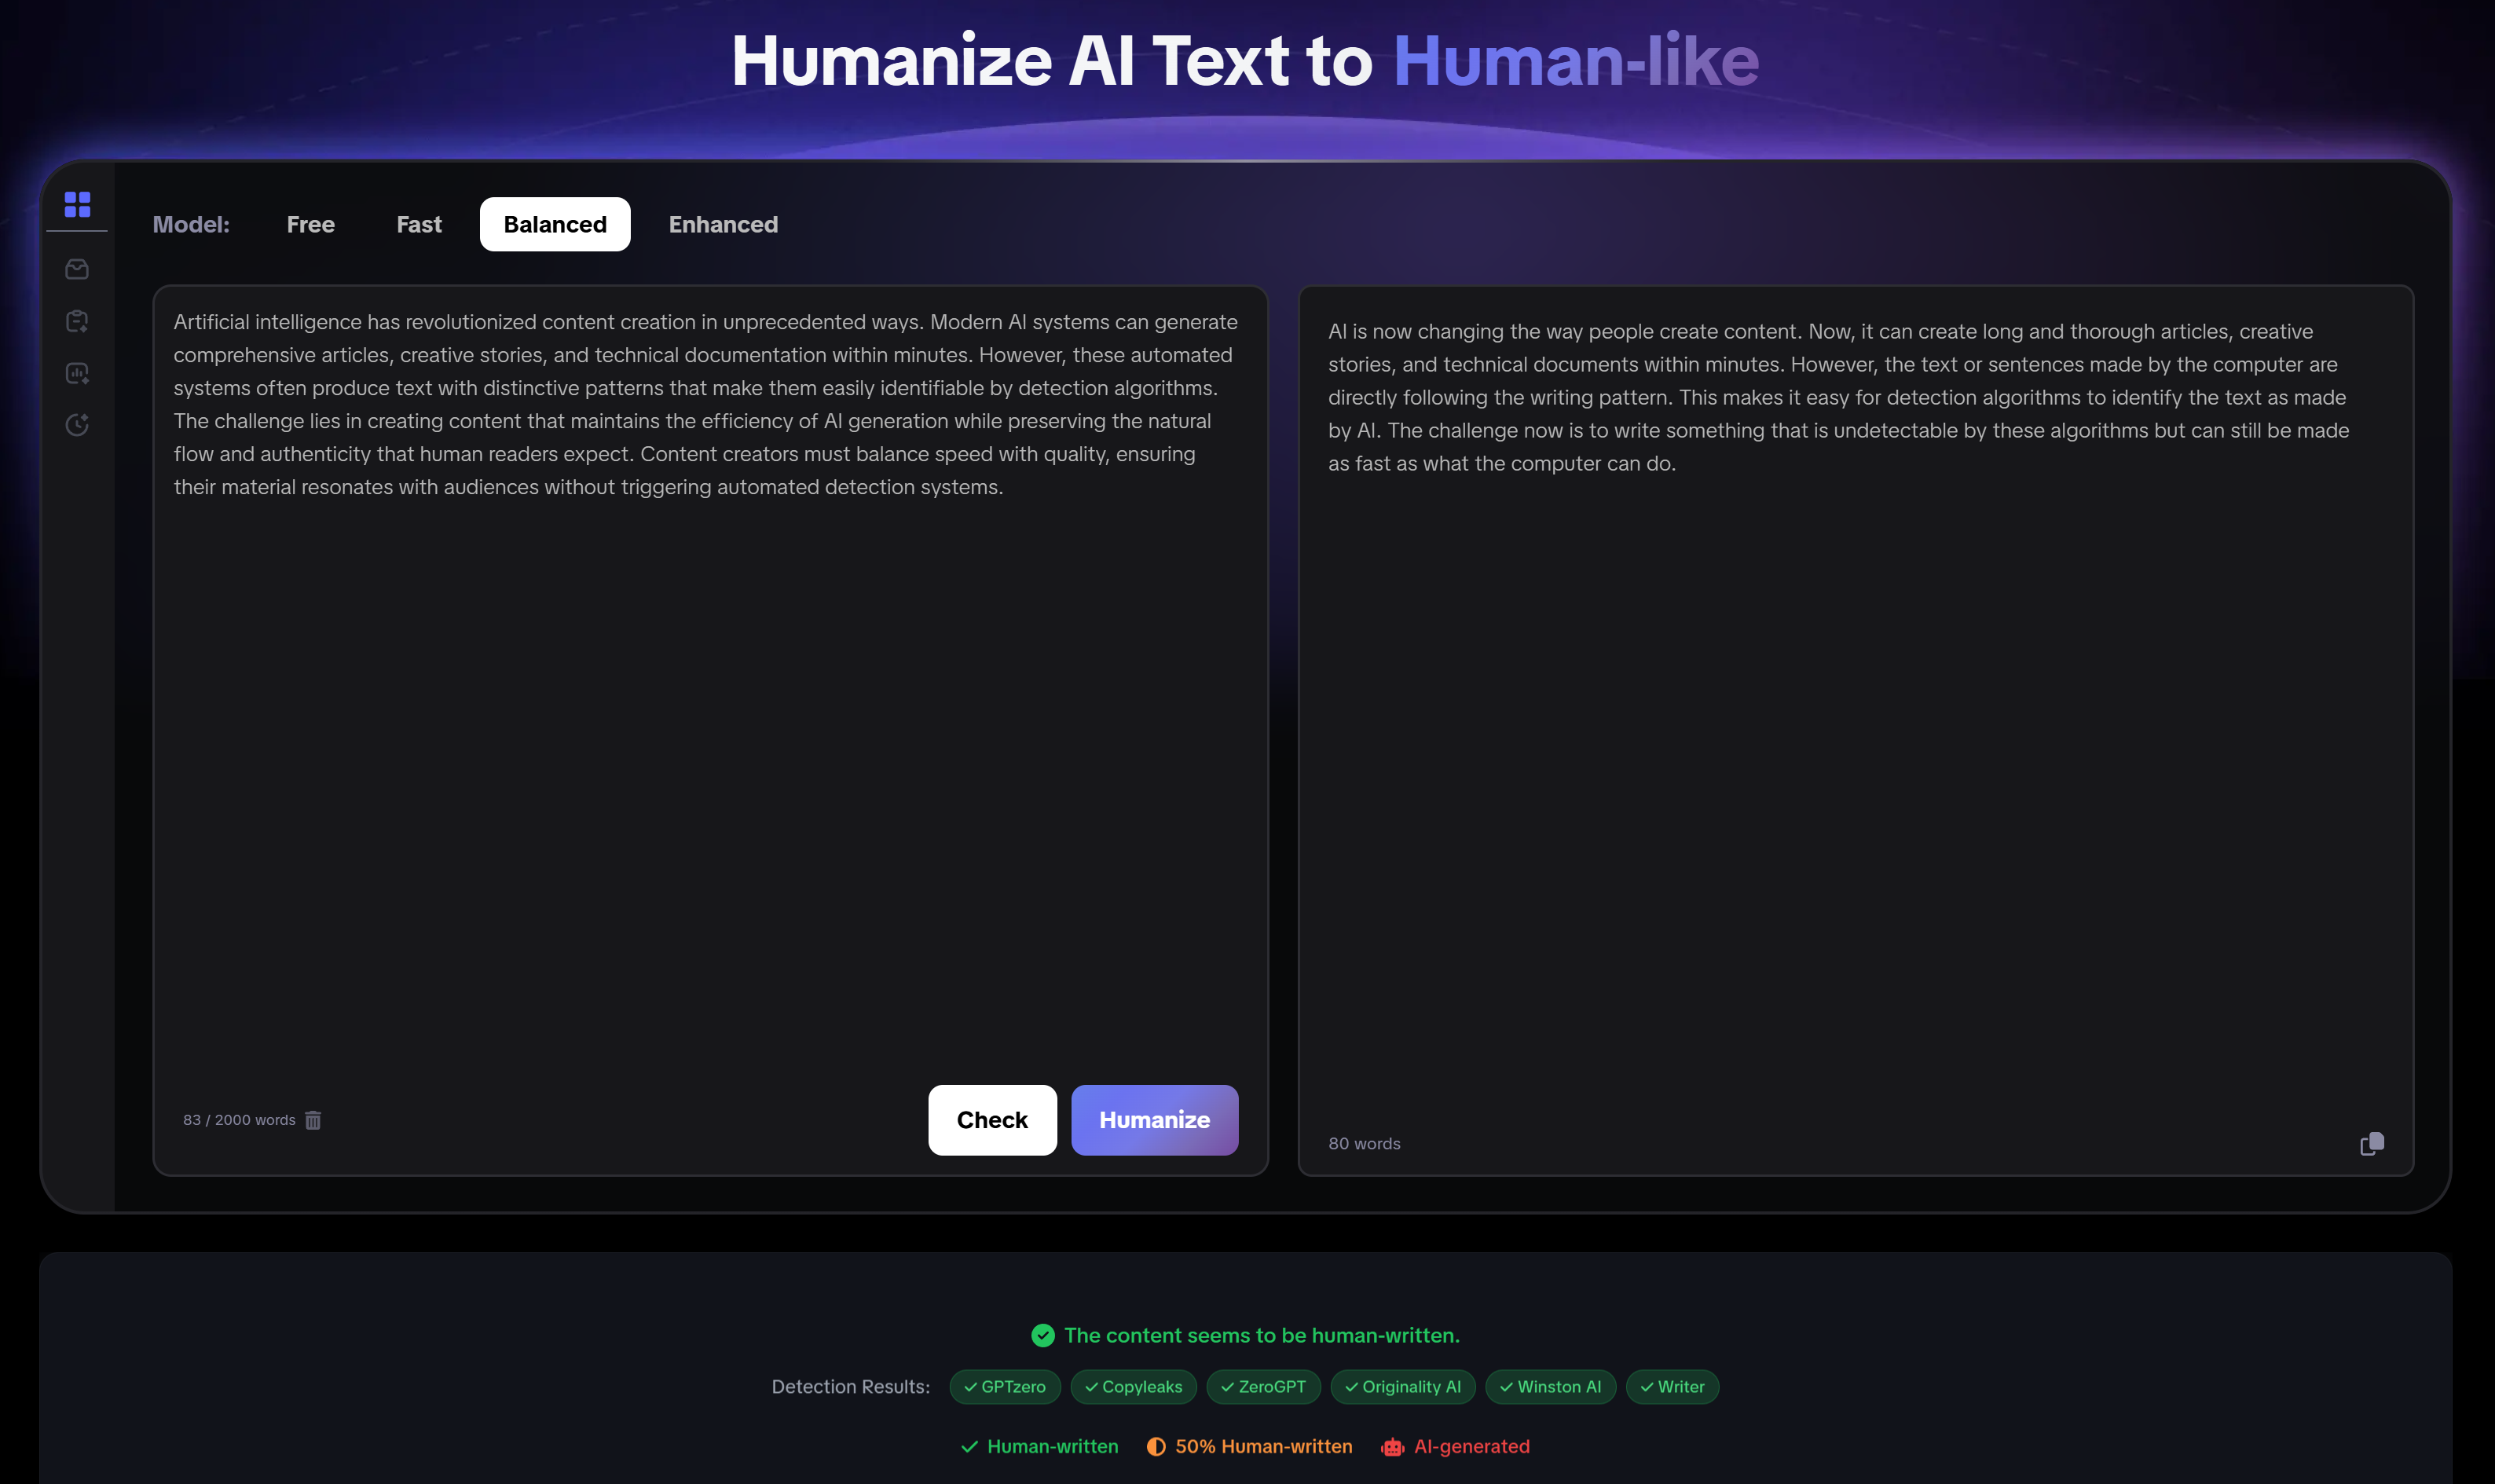 Humanize AI Text to Human-like
Model: Free Fast Balanced Enhanced
Artificial intelligence has revolutionized content creation in unprecedented ways. Modern AI systems can generate
comprehensive articles, creative stories, and technical documentation within minutes. However, these automated
systems often produce text with distinctive patterns that make them easily identifiable by detection algorithms.
The challenge lies in creating content that maintains the efficiency of AI generation while preserving the natural
flow and authenticity that human readers expect. Content creators must balance speed with quality, ensuring
their material resonates with audiences without triggering automated detection systems.
83 / 2000 words
Check
Humanize
AI is now changing the way people create content. Now, it can create long and thorough articles, creative
stories, and technical documents within minutes. However, the text or sentences made by the computer are
directly following the writing pattern. This makes it easy for detection algorithms to identify the text as made
by AI. The challenge now is to write something that is undetectable by these algorithms but can still be made
as fast as what the computer can do.
80 words
The content seems to be human-written.
Detection Results: GPTzero Copyleaks ZeroGPT Originality AI Winston AI Writer
Human-written 50% Human-written AI-generated